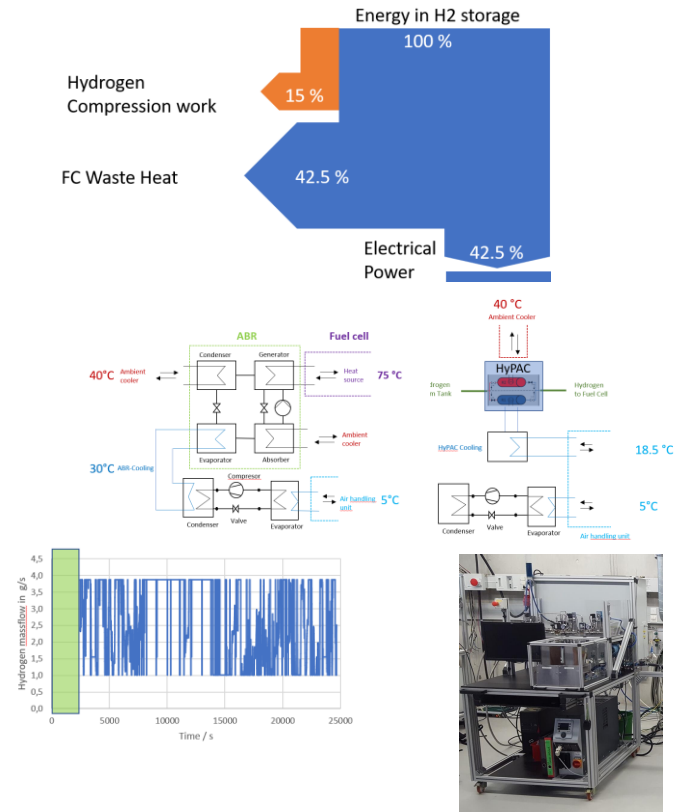 Energy in H2 storage
100 %
Hydrogen
Compression work
15 %
FC Waste Heat
42.5 %
Electrical
Power
42.5 %
ABR
Fuel cell
Condenser
Generator
40°C
Ambient
cooler
Heat
source
75 °C
Evaporator
Absorber
Ambient
cooler
30°C
ABR-Cooling
Compresor
Condenser
Valve
Evaporator
Air handling
unit
5°C
40 °C
Ambient Cooler
HyPAC
Irogen
m Tank
Hydrogen
to Fuel Cell
HyPAC Cooling
18.5 °C
Condenser
Valve
Evaporator
5°C
Air handling unit
Hydrogen massflow in g/s
4,5
4,0
3,5
3,0
2,5
2,0
1,5
1,0
0,5
0,0
0
5000
10000
15000
20000
25000
Time / s